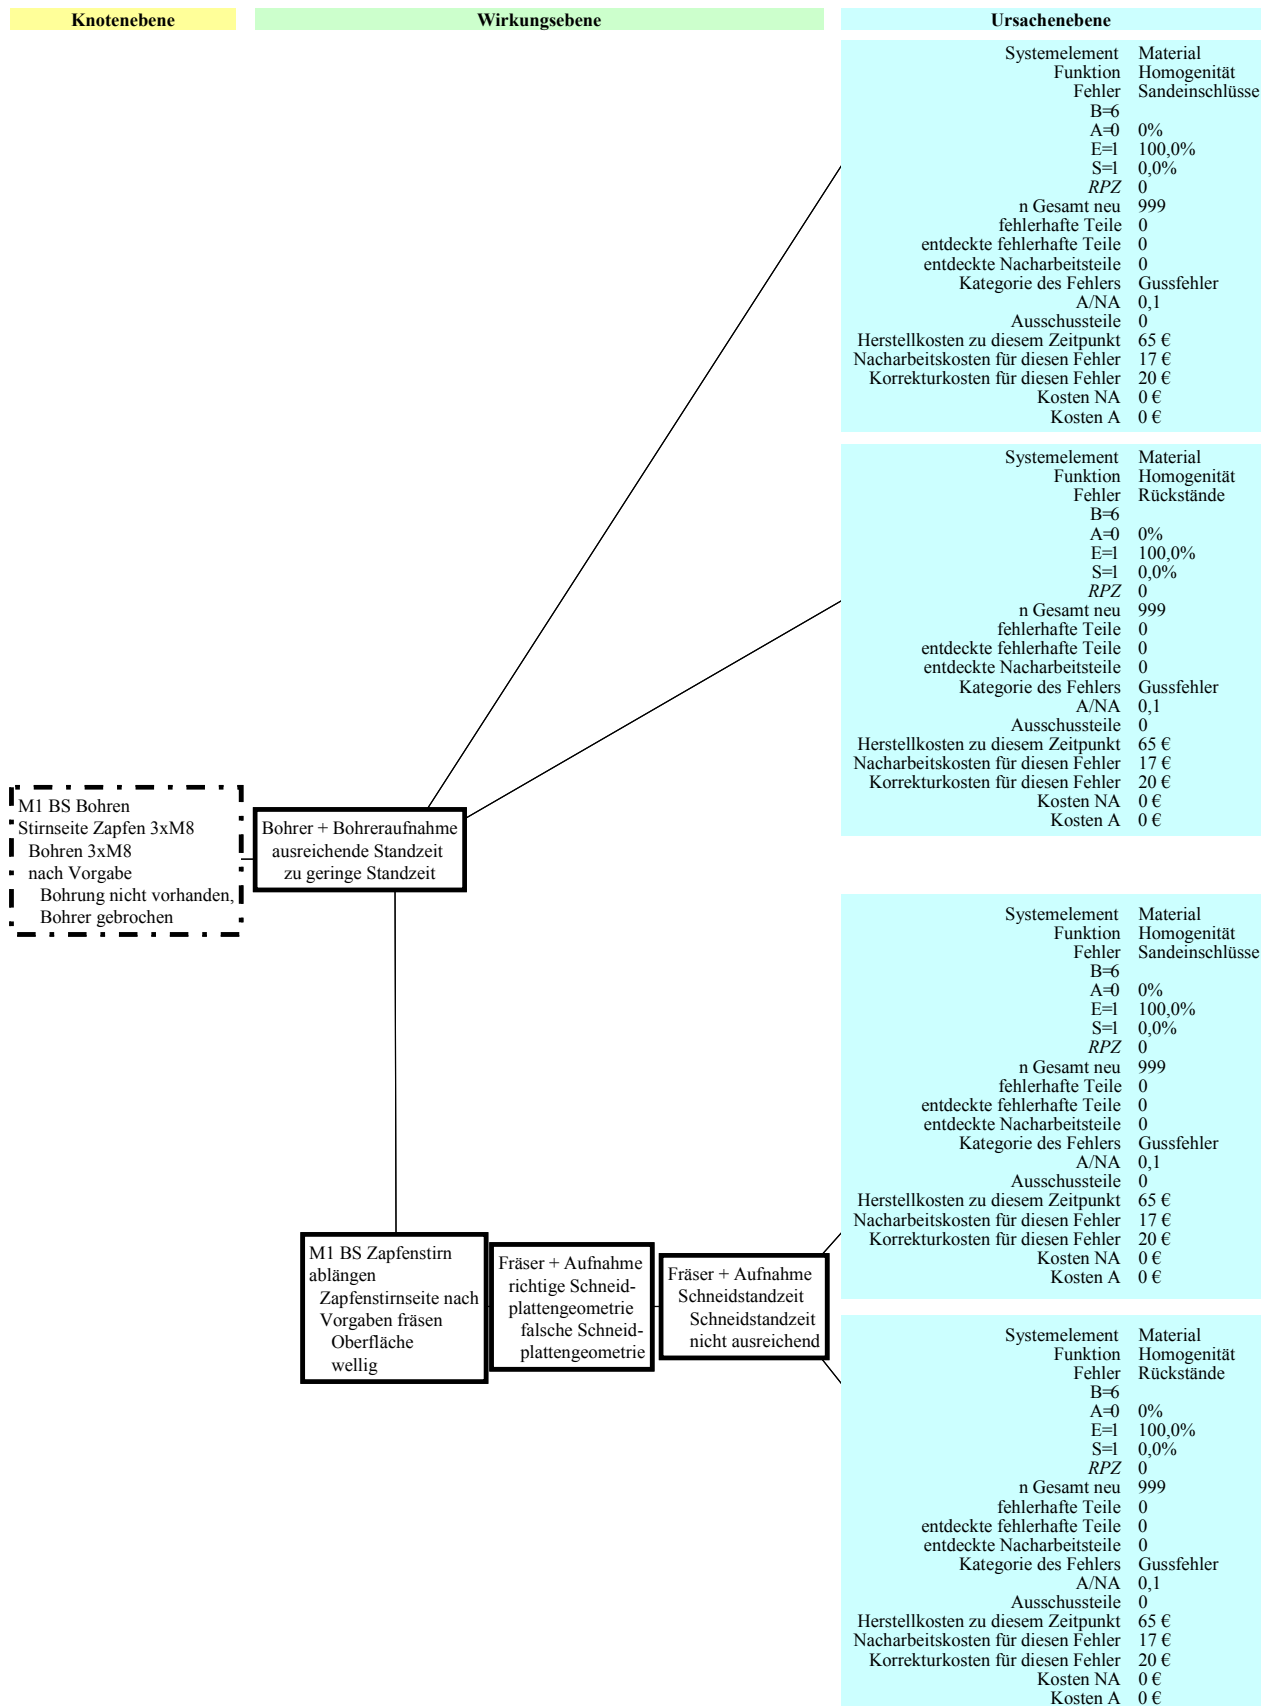 Knotenebene
Wirkungsebene
Ursachenebene
Systemelement Material
Funktion Homogenität
Fehler Sandeinschlüsse
B=6
A=0 0%
E=1 100,0%
S=1 0,0%
RPZ 0
n Gesamt neu 999
fehlerhafte Teile 0
entdeckte fehlerhafte Teile 0
entdeckte Nacharbeitsteile 0
Kategorie des Fehlers Gussfehler
A/NA 0,1
Ausschussteile 0
Herstellkosten zu diesem Zeitpunkt 65 €
Nacharbeitskosten für diesen Fehler 17 €
Korrekturkosten für diesen Fehler 20 €
Kosten NA 0 €
Kosten A 0 €
Systemelement Material
Funktion Homogenität
Fehler Rückstände
B=6
A=0 0%
E=1 100,0%
S=1 0,0%
RPZ 0
n Gesamt neu 999
fehlerhafte Teile 0
entdeckte fehlerhafte Teile 0
entdeckte Nacharbeitsteile 0
Kategorie des Fehlers Gussfehler
A/NA 0,1
Ausschussteile 0
Herstellkosten zu diesem Zeitpunkt 65 €
Nacharbeitskosten für diesen Fehler 17 €
Korrekturkosten für diesen Fehler 20 €
Kosten NA 0 €
Kosten A 0 €
M1 BS Bohren
Stirnseite Zapfen 3xM8
Bohren 3xM8
nach Vorgabe
Bohrung nicht vorhanden,
Bohrer gebrochen
Bohrer + Bohreraufnahme
ausreichende Standzeit
zu geringe Standzeit
Systemelement Material
Funktion Homogenität
Fehler Sandeinschlüsse
B=6
A=0 0%
E=1 100,0%
S=1 0,0%
RPZ 0
n Gesamt neu 999
fehlerhafte Teile 0
entdeckte fehlerhafte Teile 0
entdeckte Nacharbeitsteile 0
Kategorie des Fehlers Gussfehler
A/NA 0,1
Ausschussteile 0
Herstellkosten zu diesem Zeitpunkt 65 €
Nacharbeitskosten für diesen Fehler 17 €
Korrekturkosten für diesen Fehler 20 €
Kosten NA 0 €
Kosten A 0 €
M1 BS Zapfenstirn
ablängen
Zapfenstirnseite nach
Vorgaben fräsen
Oberfläche
wellig
Fräser + Aufnahme
richtige Schneid-
plattengeometrie
falsche Schneid-
plattengeometrie
Fräser + Aufnahme
Schneidstandzeit
Schneidstandzeit
nicht ausreichend
Systemelement Material
Funktion Homogenität
Fehler Rückstände
B=6
A=0 0%
E=1 100,0%
S=1 0,0%
RPZ 0
n Gesamt neu 999
fehlerhafte Teile 0
entdeckte fehlerhafte Teile 0
entdeckte Nacharbeitsteile 0
Kategorie des Fehlers Gussfehler
A/NA 0,1
Ausschussteile 0
Herstellkosten zu diesem Zeitpunkt 65 €
Nacharbeitskosten für diesen Fehler 17 €
Korrekturkosten für diesen Fehler 20 €
Kosten NA 0 €
Kosten A 0 €